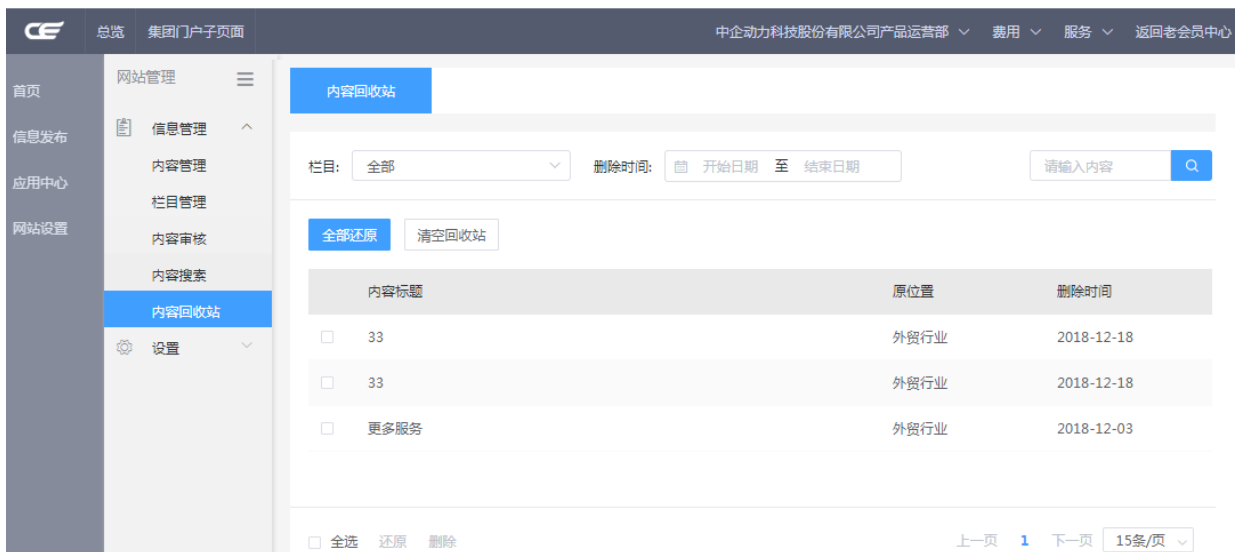 CE 总览 集团门户子页面 中企动力科技股份有限公司产品运营部 费用 服务 返回老会员中心
首页
信息发布
应用中心
网站设置
网站管理
信息管理
内容管理
栏目管理
内容审核
内容搜索
内容回收站
设置
内容回收站
栏目: 全部 删除时间: 开始日期 至 结束日期 请输入内容
全部还原 清空回收站
内容标题 原位置 删除时间
33 外贸行业 2018-12-18
33 外贸行业 2018-12-18
更多服务 外贸行业 2018-12-03
全选 还原 删除 上一页 1 下一页 15条/页